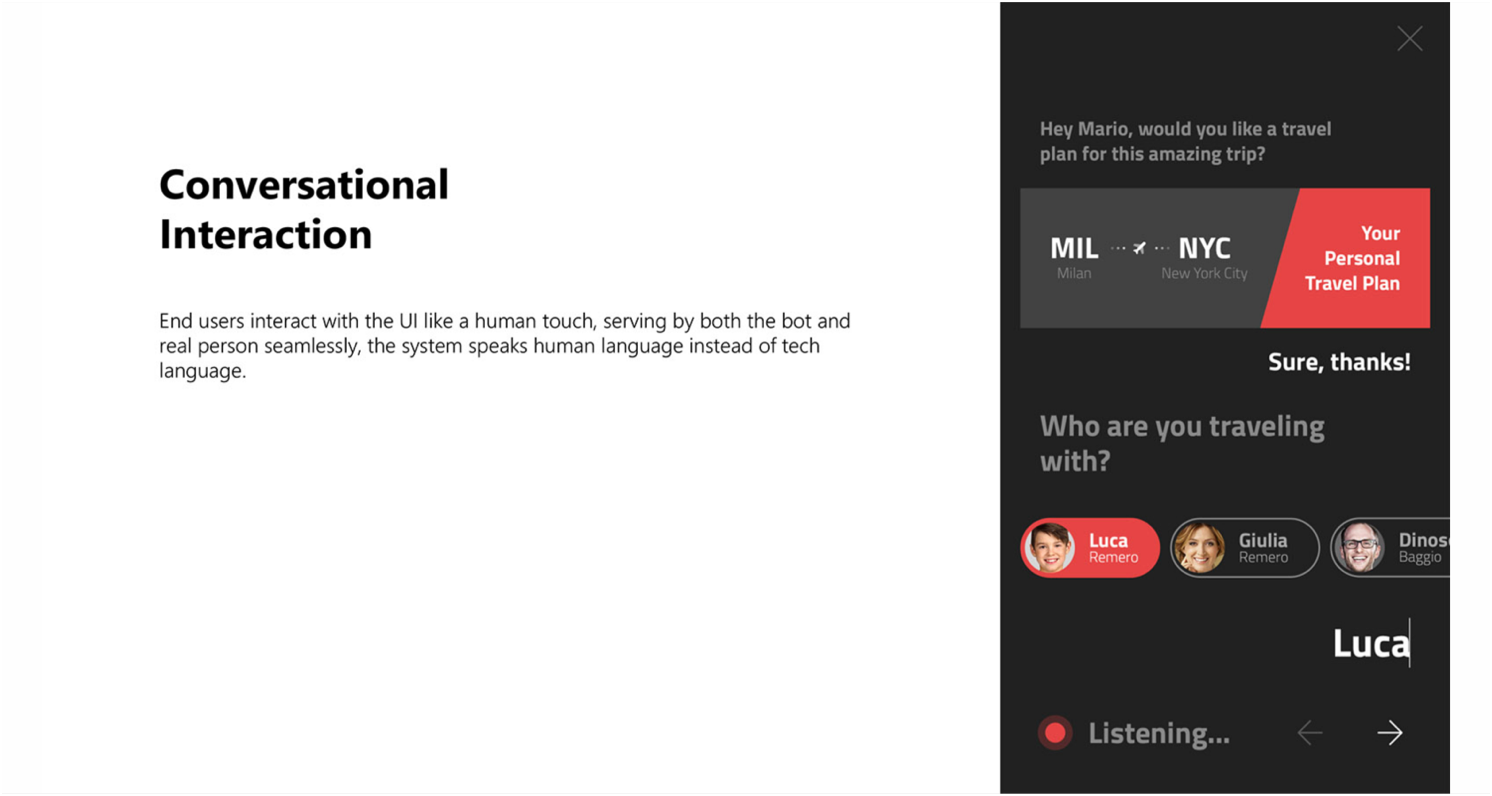 Conversational
Interaction
End users interact with the UI like a human touch, serving by both the bot and
real person seamlessly, the system speaks human language instead of tech
language.
Hey Mario, would you like a travel
plan for this amazing trip?
MIL NYC
Milan New York City
Your
Personal
Travel Plan
Sure, thanks!
Who are you traveling
with?
Luca
Remero
Giulia
Remero
Baggio
Luca
Listening...